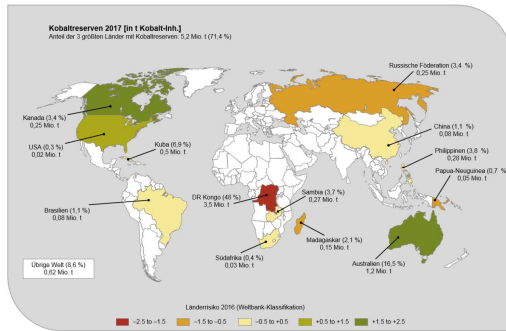 Kobaltreserven 2017 [in t Kobalt-Inh.]
Anteil der 3 größten Länder mit Kobaltreserven: 5,2 Mio. t (71,4 %)
Russische Föderation (3,4 %)
0,25 Mio. t
Kanada (3,4 %)
0,25 Mio. t
China (1,1 %)
0,08 Mio. t
USA (0,3 %)
0,02 Mio. t
Kuba (6,9 %)
0,5 Mio. t
Philippinen (3,8 %)
0,28 Mio. t
Papua-Neuguinea (0,7 %)
0,05 Mio. t
DR Kongo (48 %)
3,5 Mio. t
Sambia (3,7 %)
0,27 Mio. t
Brasilien (1,1 %)
0,08 Mio. t
Madagaskar (2,1 %)
0,15 Mio. t
Südafrika (0,4 %)
0,03 Mio. t
Australien (16,5 %)
1,2 Mio. t
Übrige Welt (8,6 %)
0,62 Mio. t
Länderrisiko 2016 (Weltbank-Klassifikation)
−2.5 to −1.5
−1.5 to −0.5
−0.5 to +0.5
+0.5 to +1.5
+1.5 to +2.5